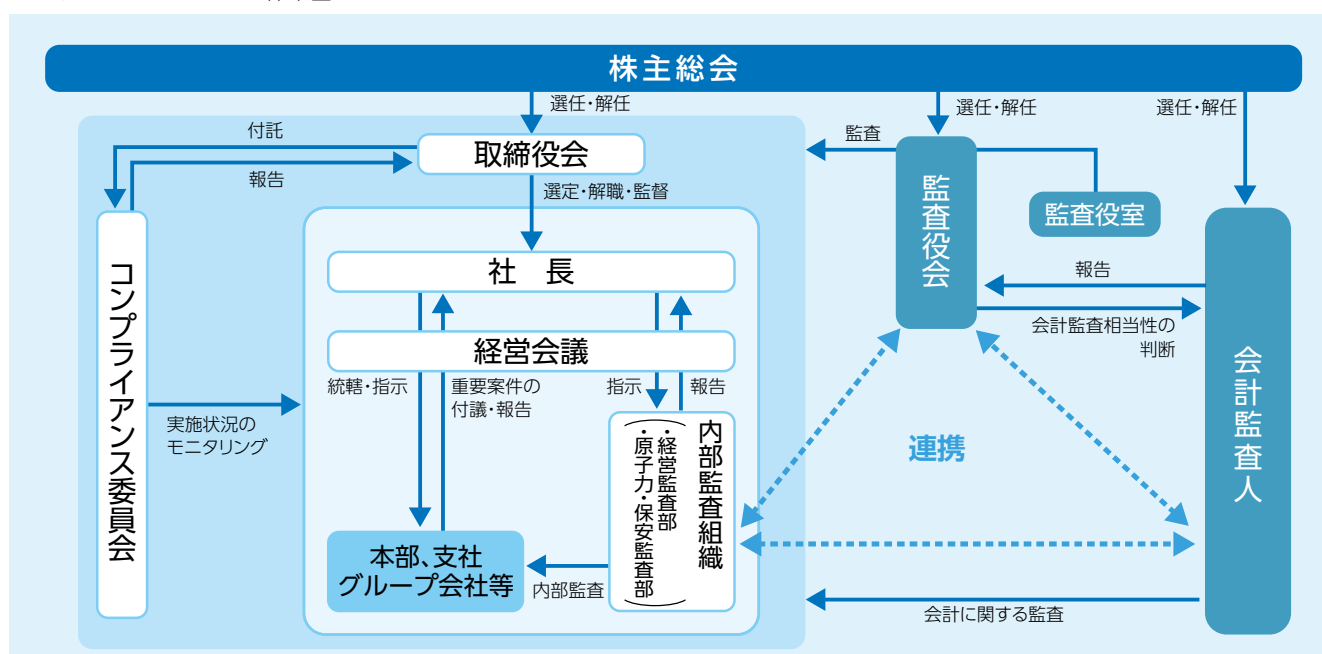 株主総会
選任・解任
選任・解任
選任・解任
付託
取締役会
監査
報告
選定・解職・監督
監査役会
監査役室
コンプライアンス委員会
社　長
報告
会計監査相当性の
判断
経営会議
統轄・指示
重要案件の
付議・報告
指示
報告
会計監査人
実施状況の
モニタリング
内部監査組織
・経営監査部
・原子力・保安監査部
連携
本部、支社
グループ会社等
内部監査
会計に関する監査